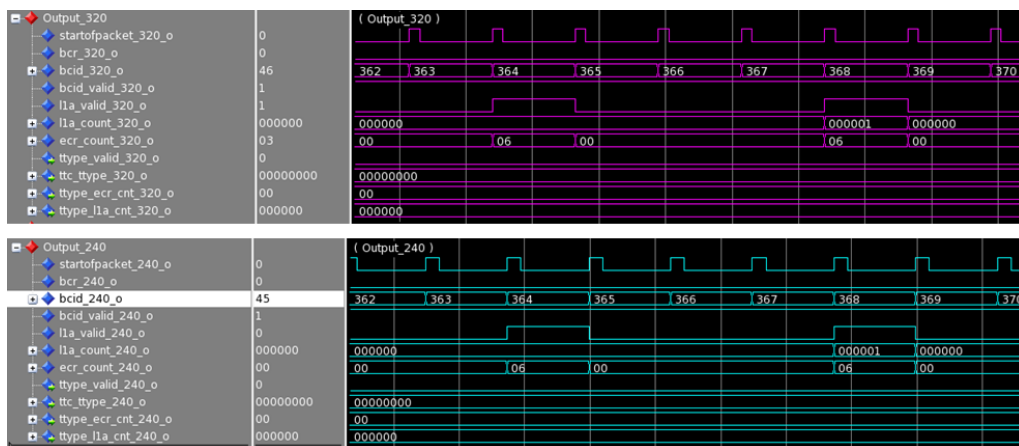 Output_320 ( Output_320 )
startofpacket_320_o 0
bcr_320_o 0
bcid_320_o 46 362 363 364 365 366 367 368 369 370
bcid_valid_320_o 1
l1a_valid_320_o 1
l1a_count_320_o 000000 000000 000001 000000
ecr_count_320_o 03 00 06 00 06 00
ttype_valid_320_o 0
ttc_ttype_320_o 00000000 00000000
ttype_ecr_cnt_320_o 00 00
ttype_l1a_cnt_320_o 000000 000000
Output_240 ( Output_240 )
startofpacket_240_o 0
bcr_240_o 0
bcid_240_o 45 362 363 364 365 366 367 368 369 370
bcid_valid_240_o 1
l1a_valid_240_o 0
l1a_count_240_o 000000 000000 000001 000000
ecr_count_240_o 00 00 06 00 06 00
ttype_valid_240_o 0
ttc_ttype_240_o 00000000 00000000
ttype_ecr_cnt_240_o 00 00
ttype_l1a_cnt_240_o 000000 000000